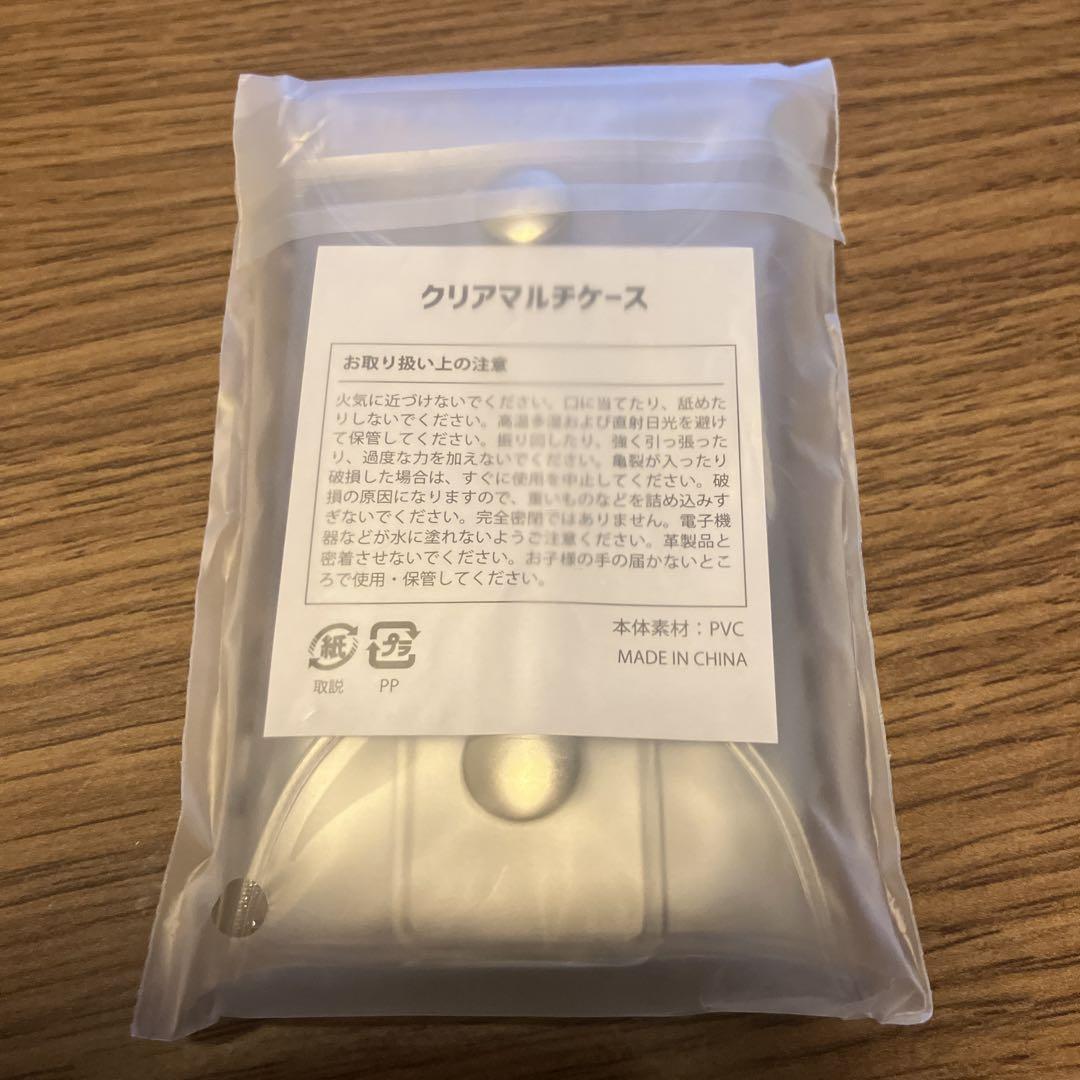 クリアマルチケース
お取り扱い上の注意
火気に近づけないでください。口に当てたり、舐めた
りしないでください。高温多湿および直射日光を避け
て保管してください。振り回したり、強く引っ張った
り、過度な力を加えないでください。亀裂が入ったり
破損した場合は、すぐに使用を中止してください。破
損の原因になりますので、重いものなどを詰め込みす
ぎないでください。完全密閉ではありません。電子機
器などが水に塗れないようご注意ください。革製品と
密着させないでください。お子様の手の届かないとこ
ろで使用・保管してください。
本体素材：PVC
MADE IN CHINA
紙 プラ
取説 PP